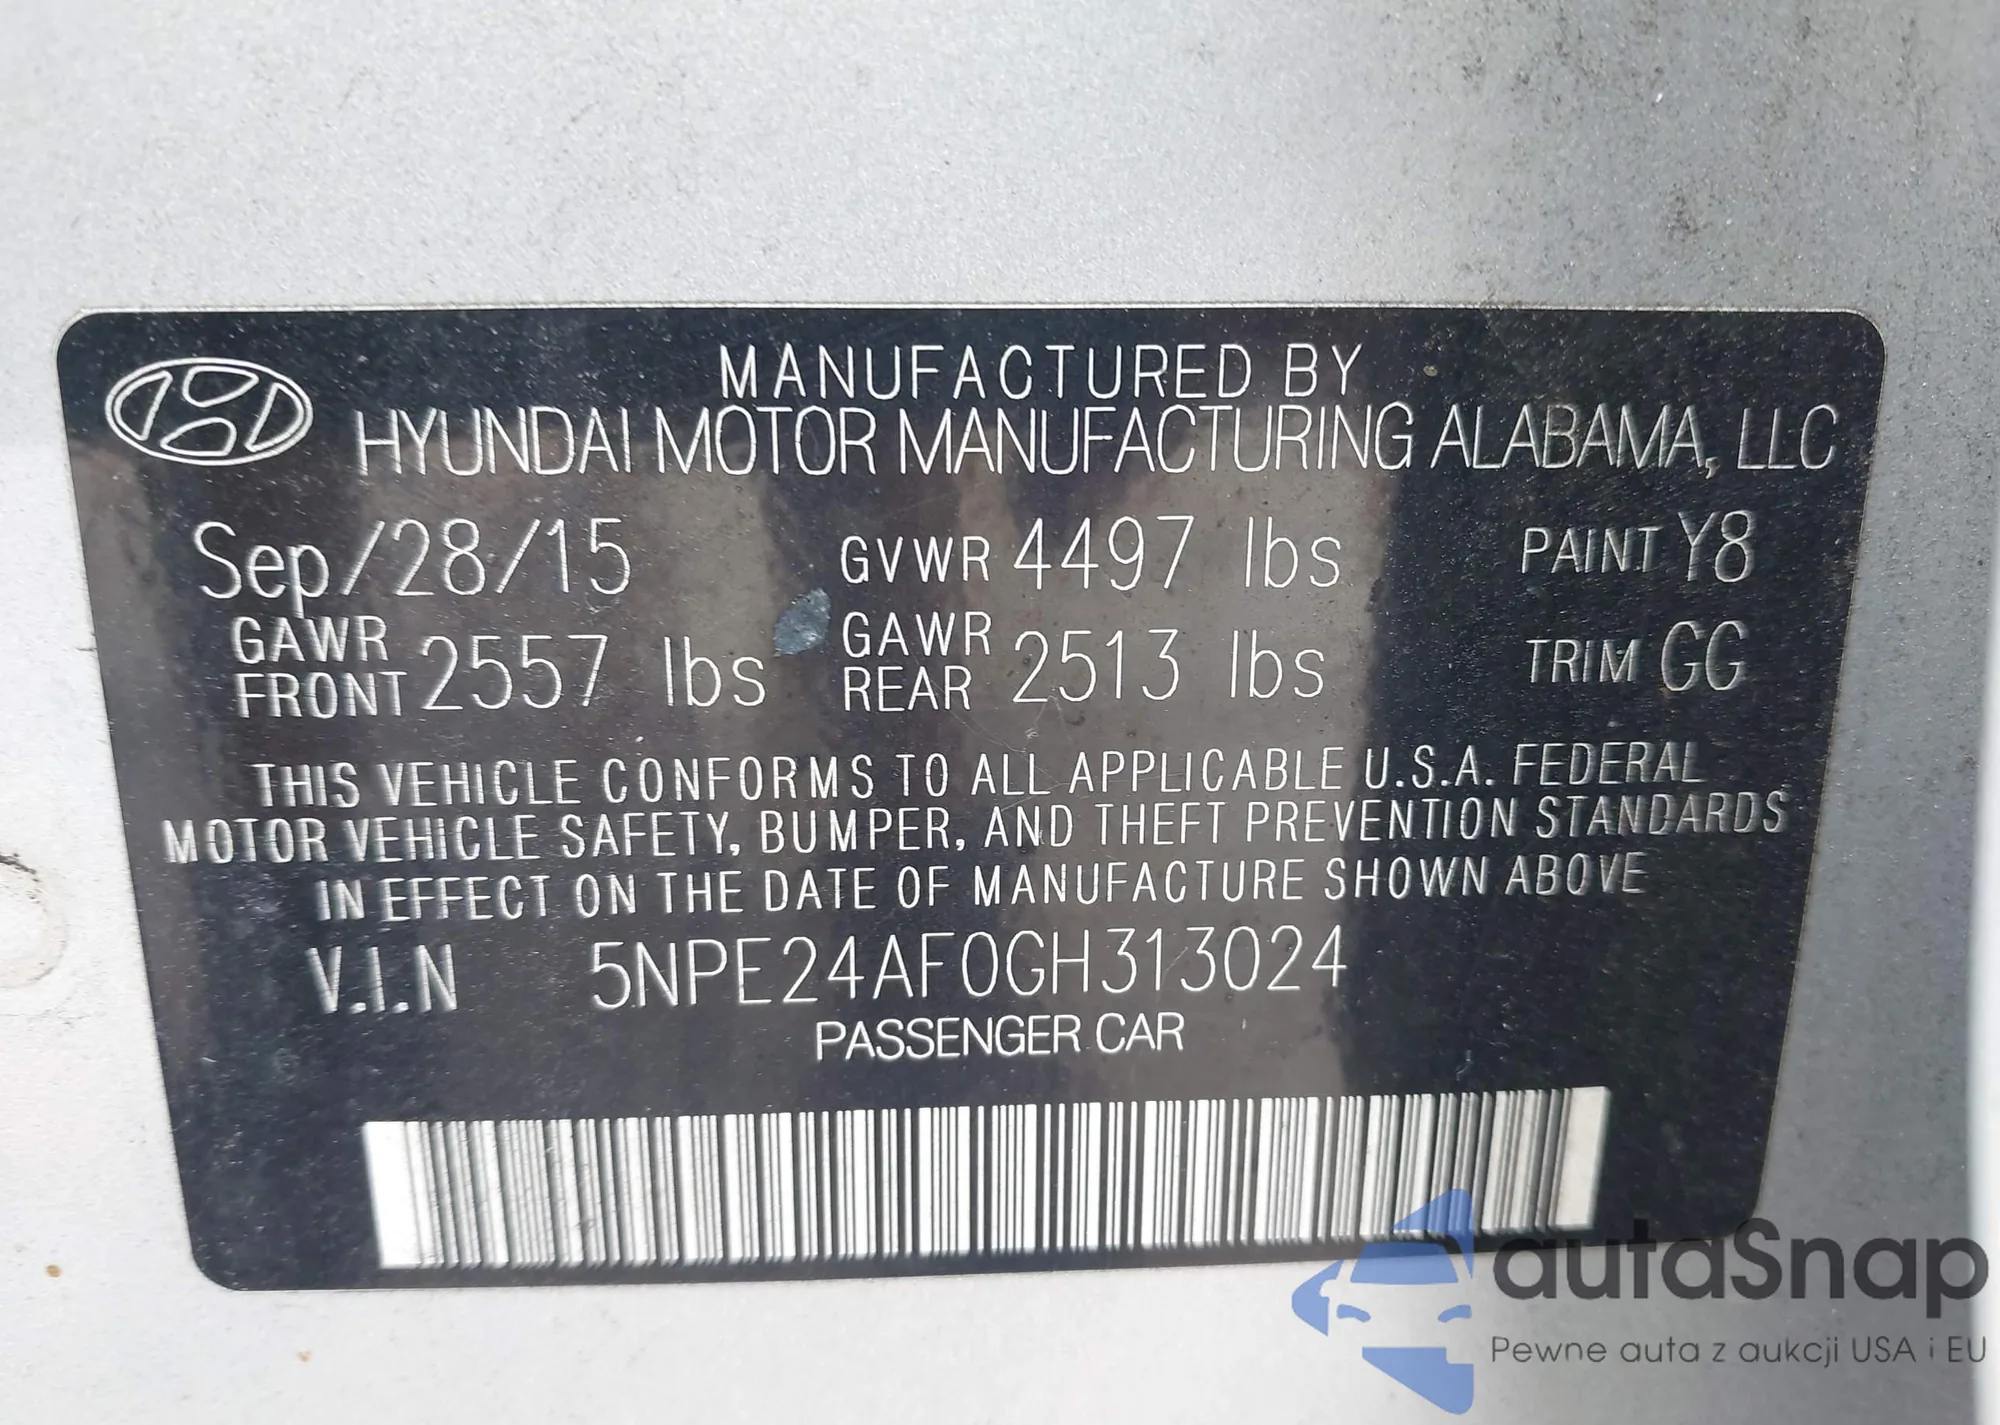 MANUFACTURED BY
HYUNDAI MOTOR MANUFACTURING ALABAMA, LLC
Sep/28/15 GVWR 4497 lbs PAINT Y8
GAWR FRONT 2557 lbs GAWR REAR 2513 lbs TRIM GG
THIS VEHICLE CONFORMS TO ALL APPLICABLE U.S.A. FEDERAL
MOTOR VEHICLE SAFETY, BUMPER, AND THEFT PREVENTION STANDARDS
IN EFFECT ON THE DATE OF MANUFACTURE SHOWN ABOVE
V.I.N 5NPE24AF0GH313024
PASSENGER CAR
autaSnap
Pewne auta z aukcji USA i EU